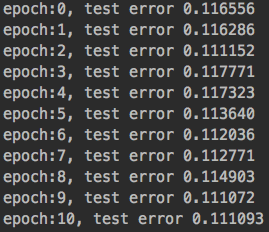 epoch:0, test error 0.116556
epoch:1, test error 0.116286
epoch:2, test error 0.111152
epoch:3, test error 0.117771
epoch:4, test error 0.117323
epoch:5, test error 0.113640
epoch:6, test error 0.112036
epoch:7, test error 0.112771
epoch:8, test error 0.114903
epoch:9, test error 0.111072
epoch:10, test error 0.111093